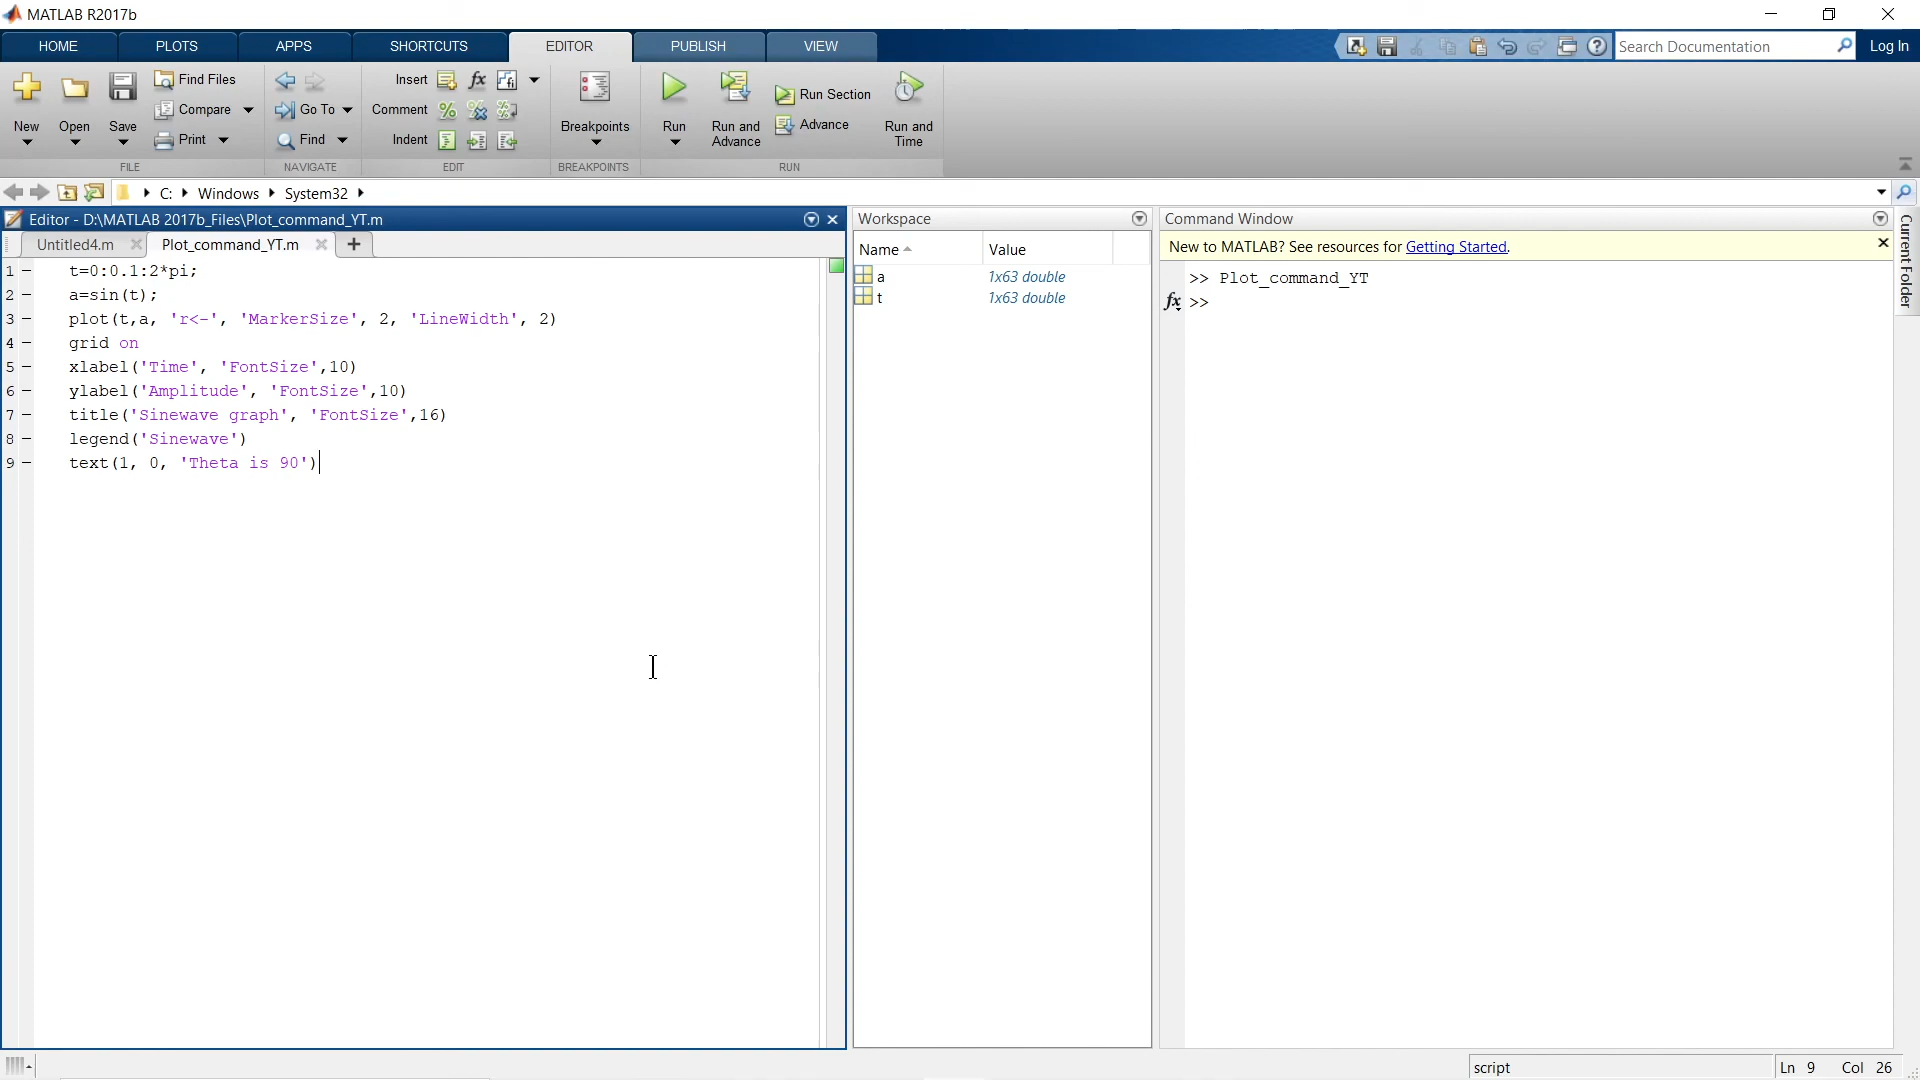 MATLAB R2017b
HOME PLOTS APPS SHORTCUTS EDITOR PUBLISH VIEW Search Documentation Log In
New Open Save Find Files Compare Print
FILE
Go To Find
NAVIGATE
Insert fx
Comment
Indent
EDIT
Breakpoints
BREAKPOINTS
Run Run and Advance Run Section Advance Run and Time
RUN
C: Windows System32
Editor - D:\MATLAB 2017b_Files\Plot_command_YT.m
Untitled4.m Plot_command_YT.m
1 – t=0:0.1:2*pi;
2 – a=sin(t);
3 – plot(t,a, 'r<-', 'MarkerSize', 2, 'LineWidth', 2)
4 – grid on
5 – xlabel('Time', 'FontSize',10)
6 – ylabel('Amplitude', 'FontSize',10)
7 – title('Sinewave graph', 'FontSize',16)
8 – legend('Sinewave')
9 – text(1, 0, 'Theta is 90')
Workspace
Name Value
a 1x63 double
t 1x63 double
Command Window
New to MATLAB? See resources for Getting Started.
>> Plot_command_YT
fx >>
Current Folder
script Ln 9 Col 26